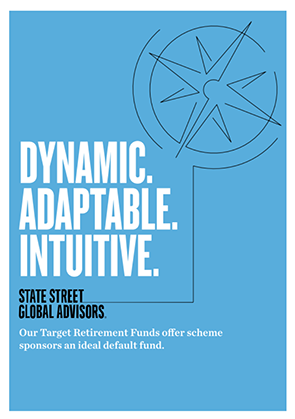 DYNAMIC.
ADAPTABLE.
INTUITIVE.
STATE STREET
GLOBAL ADVISORS.
Our Target Retirement Funds offer scheme
sponsors an ideal default fund.